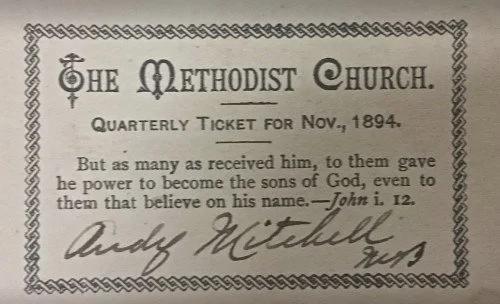 The Methodist Church.
Quarterly Ticket for Nov., 1894.
But as many as received him, to them gave
he power to become the sons of God, even to
them that believe on his name.—John i. 12.
Andy Mitchell